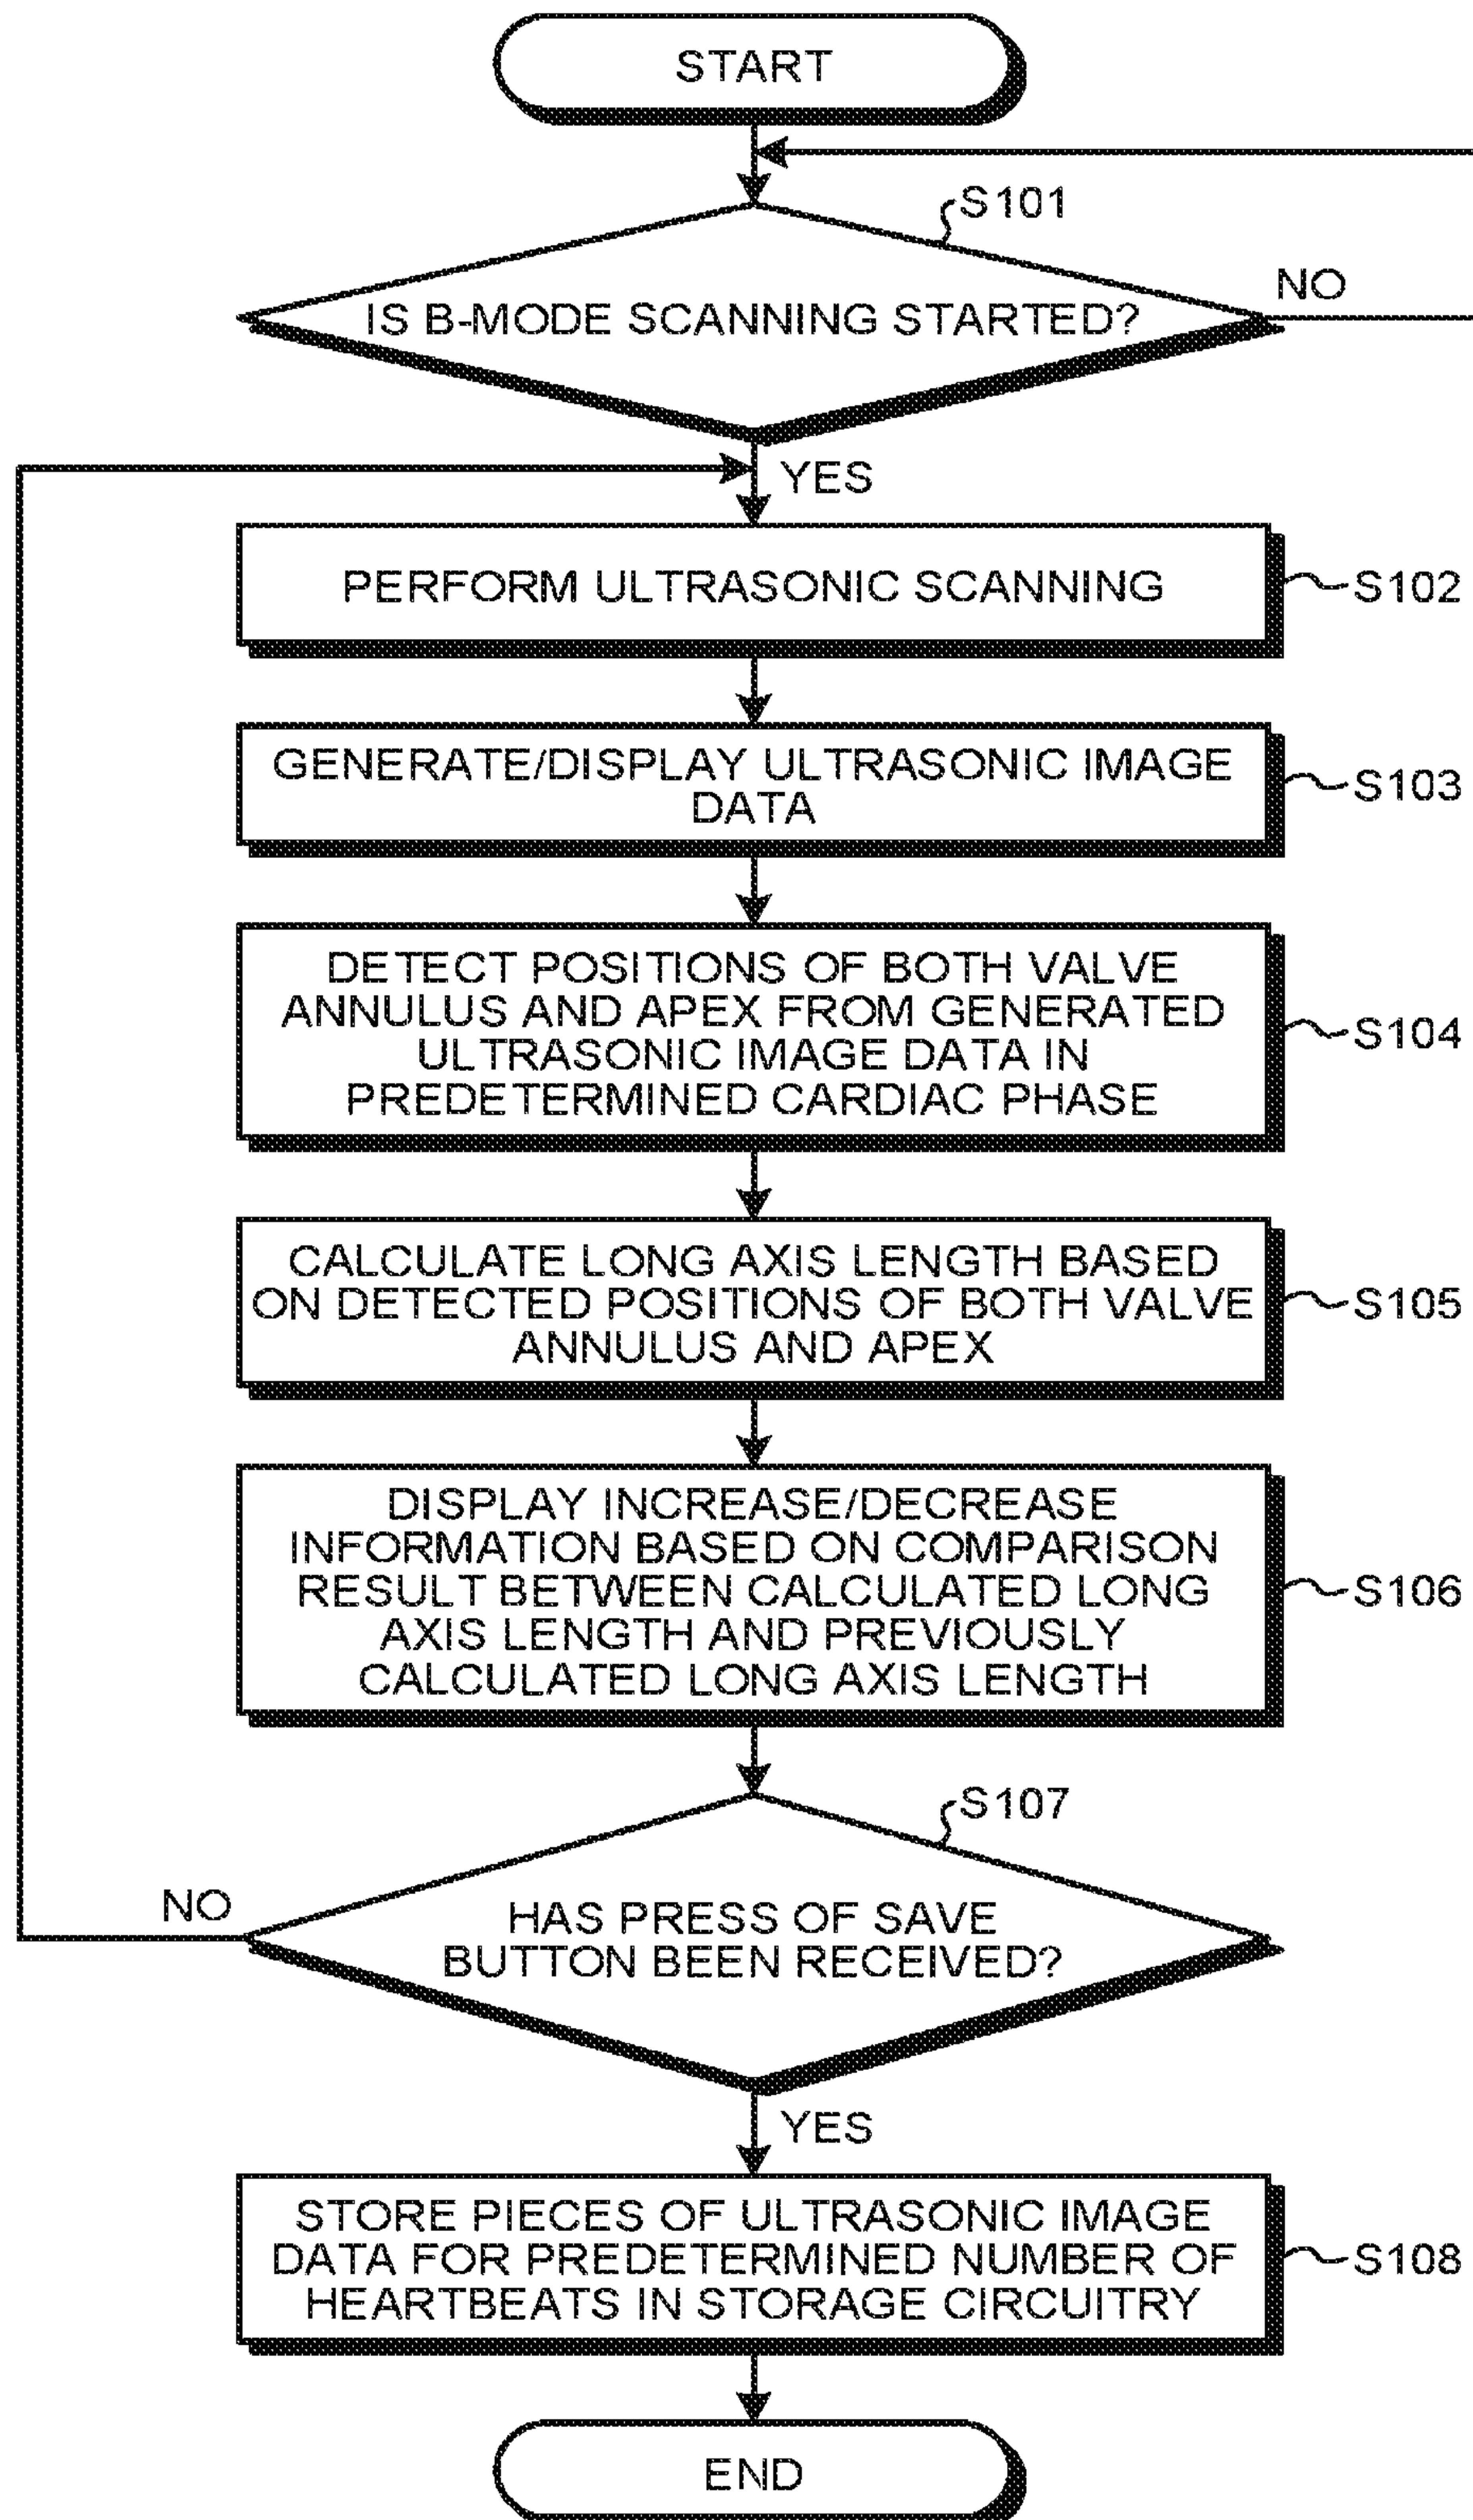 START
S101
IS B-MODE SCANNING STARTED?
NO
YES
PERFORM ULTRASONIC SCANNING
S102
GENERATE/DISPLAY ULTRASONIC IMAGE
DATA
S103
DETECT POSITIONS OF BOTH VALVE
ANNULUS AND APEX FROM GENERATED
ULTRASONIC IMAGE DATA IN
PREDETERMINED CARDIAC PHASE
S104
CALCULATE LONG AXIS LENGTH BASED
ON DETECTED POSITIONS OF BOTH VALVE
ANNULUS AND APEX
S105
DISPLAY INCREASE/DECREASE
INFORMATION BASED ON COMPARISON
RESULT BETWEEN CALCULATED LONG
AXIS LENGTH AND PREVIOUSLY
CALCULATED LONG AXIS LENGTH
S106
S107
NO
HAS PRESS OF SAVE
BUTTON BEEN RECEIVED?
YES
STORE PIECES OF ULTRASONIC IMAGE
DATA FOR PREDETERMINED NUMBER OF
HEARTBEATS IN STORAGE CIRCUITRY
S108
END